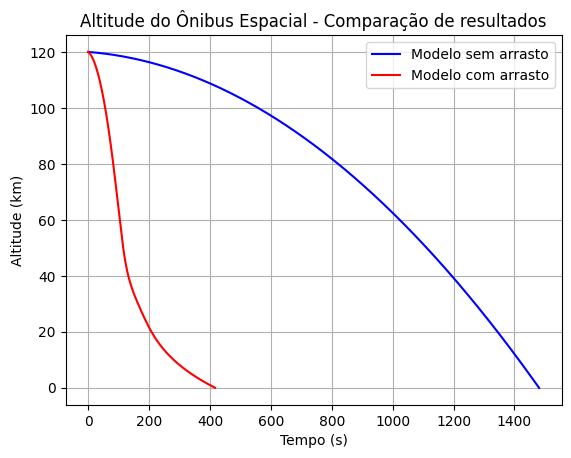 Altitude do Ônibus Espacial - Comparação de resultados
Modelo sem arrasto
Modelo com arrasto
Altitude (km)
120
100
80
60
40
20
0
0 200 400 600 800 1000 1200 1400
Tempo (s)